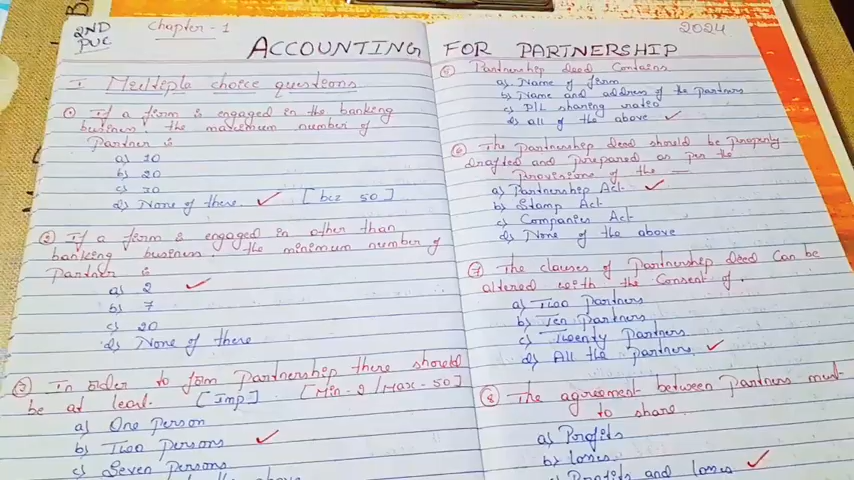 2ND
PUC
Chapter - 1
2024
ACCOUNTING FOR PARTNERSHIP
I Multiple choice questions
① If a firm is engaged in the banking
business the maximum number of
Partner is
a) 10
b) 20
c) 30
d) None of there. [bcz 50]
② If a firm is engaged in other than
banking business. the minimum number of
Partner is
a) 2
b) 7
c) 20
d) None of there
③ In order to form Partnership there should
be at least. [Imp] [Min-2/Max-50]
a) One Person
b) Two Persons
c) Seven Persons
above
⑤ Partnership deed Contains
a) Name of firm
b) Name and address of the Partners
c) P/L sharing ratio
d) all of the above
⑥ The Partnership deed should be properly
drafted and prepared as per the
Provisions of the —
a) Partnership Act.
b) Stamp Act
c) Companies Act
d) None of the above
⑦ The clauses of Partnership deed Can be
altered with the Consent of.
a) Two Partners
b) Ten Partners
c) Twenty Partners
d) All the partners.
⑧ The agreement between Partners must
to share.
a) Profits
b) losses.
c) Profits and losses